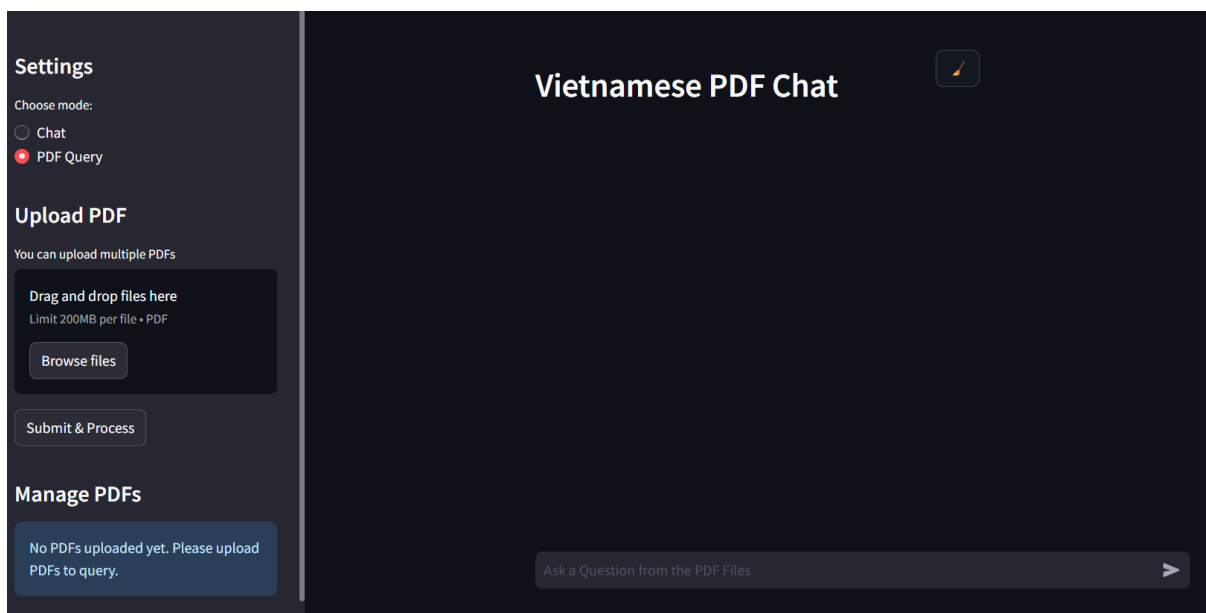 Settings
Choose mode:
Chat
PDF Query
Upload PDF
You can upload multiple PDFs
Drag and drop files here
Limit 200MB per file • PDF
Browse files
Submit & Process
Manage PDFs
No PDFs uploaded yet. Please upload
PDFs to query.
Vietnamese PDF Chat
Ask a Question from the PDF Files